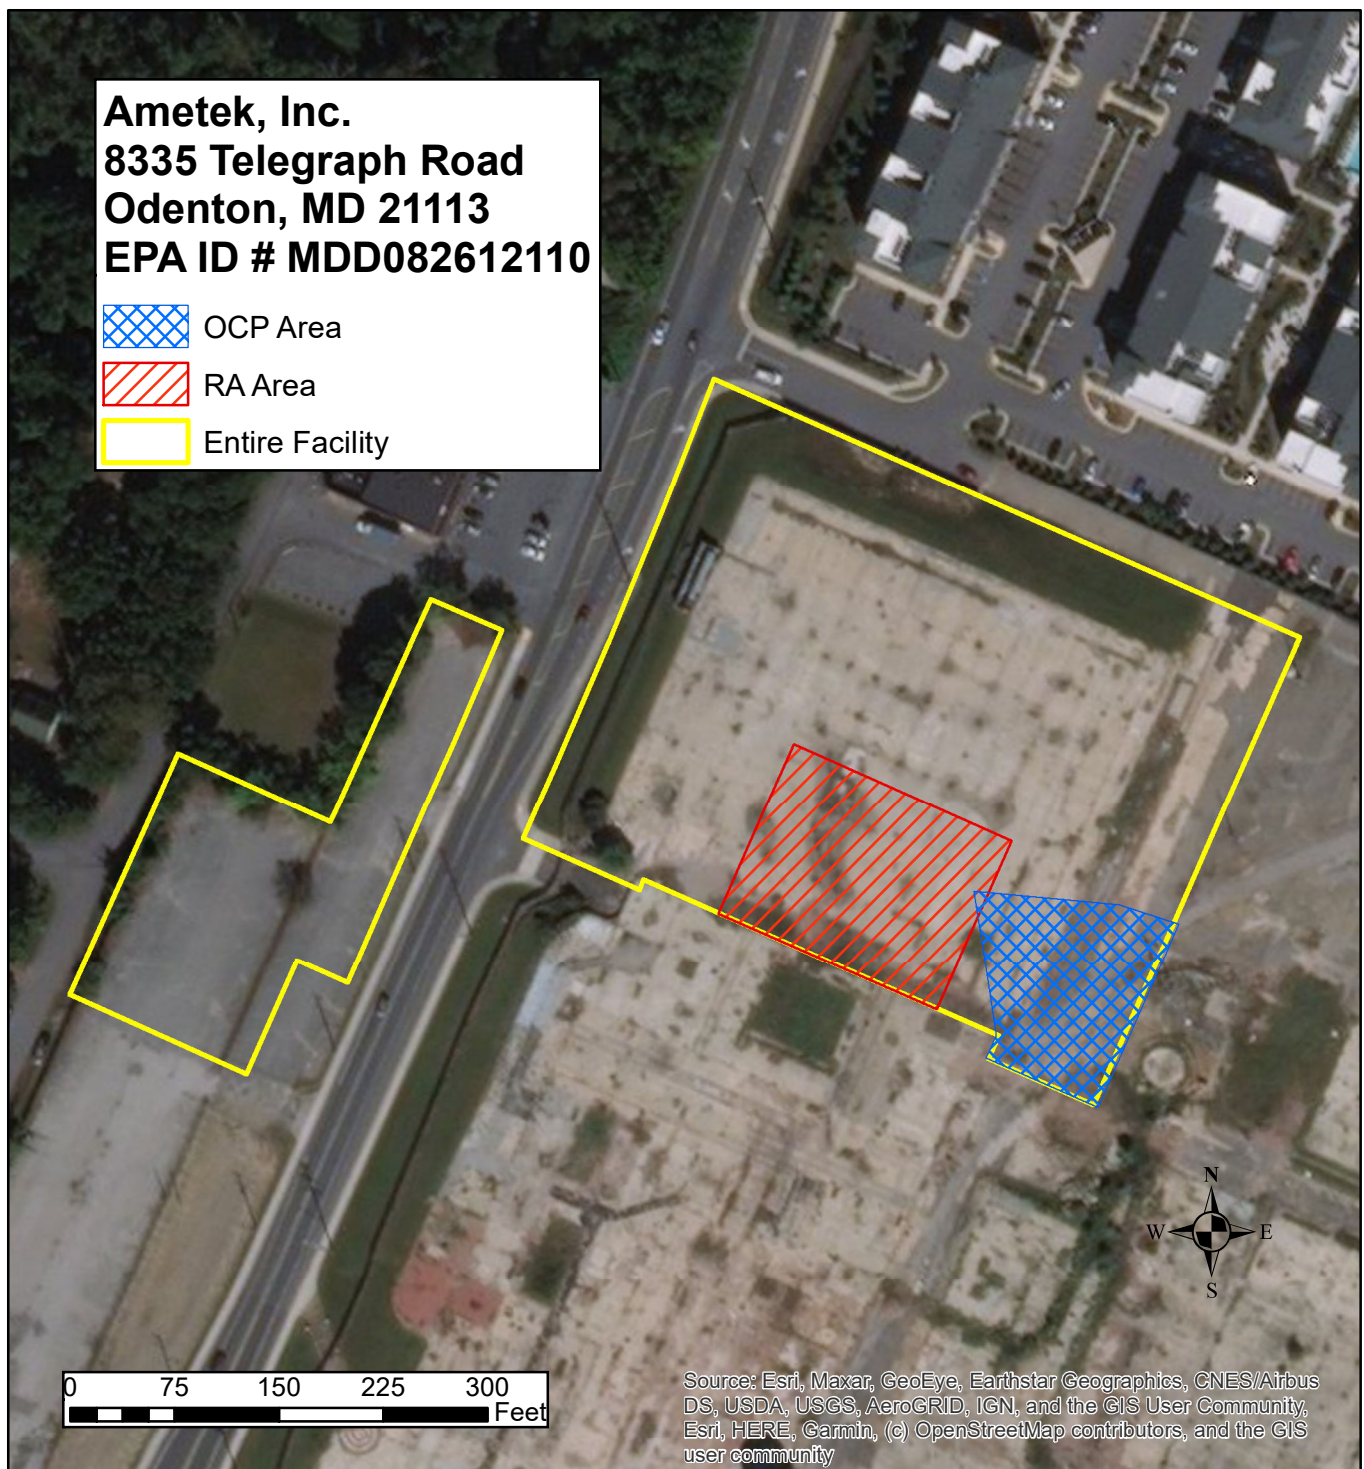 Ametek, Inc.
8335 Telegraph Road
Odenton, MD 21113
EPA ID # MDD082612110
OCP Area
RA Area
Entire Facility
N
W E
S
0 75 150 225 300
Feet
Source: Esri, Maxar, GeoEye, Earthstar Geographics, CNES/Airbus
DS, USDA, USGS, AeroGRID, IGN, and the GIS User Community,
Esri, HERE, Garmin, (c) OpenStreetMap contributors, and the GIS
user community